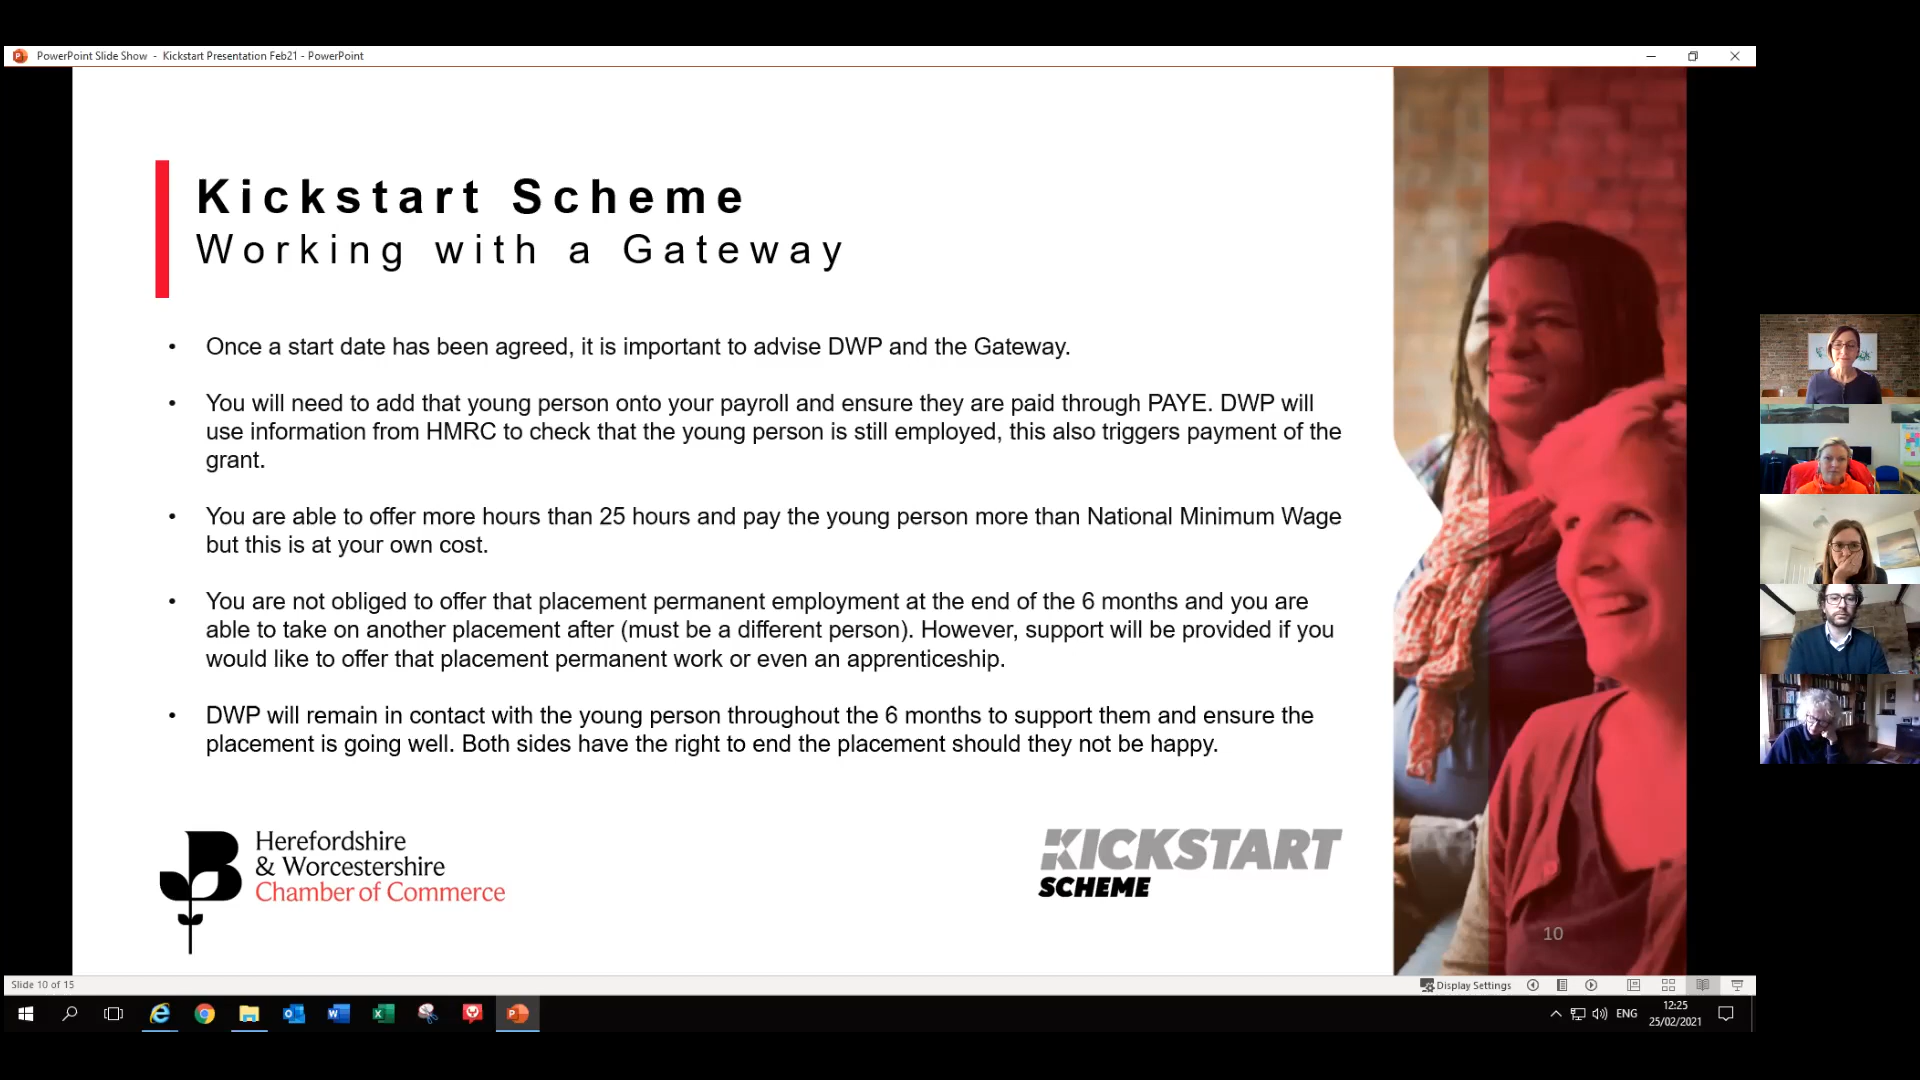 PowerPoint Slide Show - Kickstart Presentation Feb21 - PowerPoint
Kickstart Scheme
Working with a Gateway
• Once a start date has been agreed, it is important to advise DWP and the Gateway.
• You will need to add that young person onto your payroll and ensure they are paid through PAYE. DWP will
use information from HMRC to check that the young person is still employed, this also triggers payment of the
grant.
• You are able to offer more hours than 25 hours and pay the young person more than National Minimum Wage
but this is at your own cost.
• You are not obliged to offer that placement permanent employment at the end of the 6 months and you are
able to take on another placement after (must be a different person). However, support will be provided if you
would like to offer that placement permanent work or even an apprenticeship.
• DWP will remain in contact with the young person throughout the 6 months to support them and ensure the
placement is going well. Both sides have the right to end the placement should they not be happy.
Herefordshire
& Worcestershire
Chamber of Commerce
KICKSTART
SCHEME
10
Slide 10 of 15
Display Settings
ENG
12:25
25/02/2021